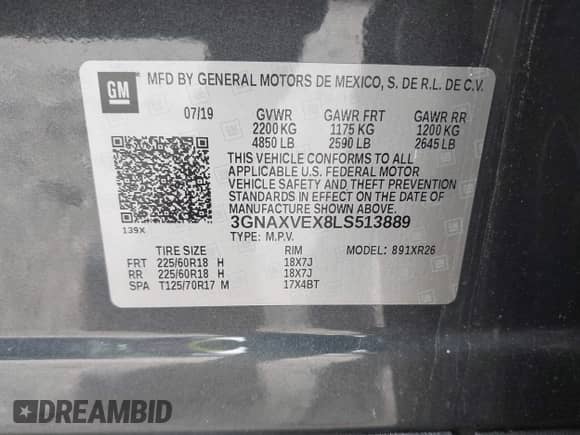 GM
MFD BY GENERAL MOTORS DE MEXICO, S. DE R.L. DE C.V.
07/19 GVWR GAWR FRT GAWR RR
2200 KG 1175 KG 1200 KG
4850 LB 2590 LB 2645 LB
THIS VEHICLE CONFORMS TO ALL
APPLICABLE U.S. FEDERAL MOTOR
VEHICLE SAFETY AND THEFT PREVENTION
STANDARDS IN EFFECT ON THE DATE OF
MANUFACTURE SHOWN ABOVE.
139X 3GNAXVEX8LS513889
TYPE: M.P.V.
TIRE SIZE RIM MODEL: 891XR26
FRT 225/60R18 H 18X7J
RR 225/60R18 H 18X7J
SPA T125/70R17 M 17X4BT
DREAMBID